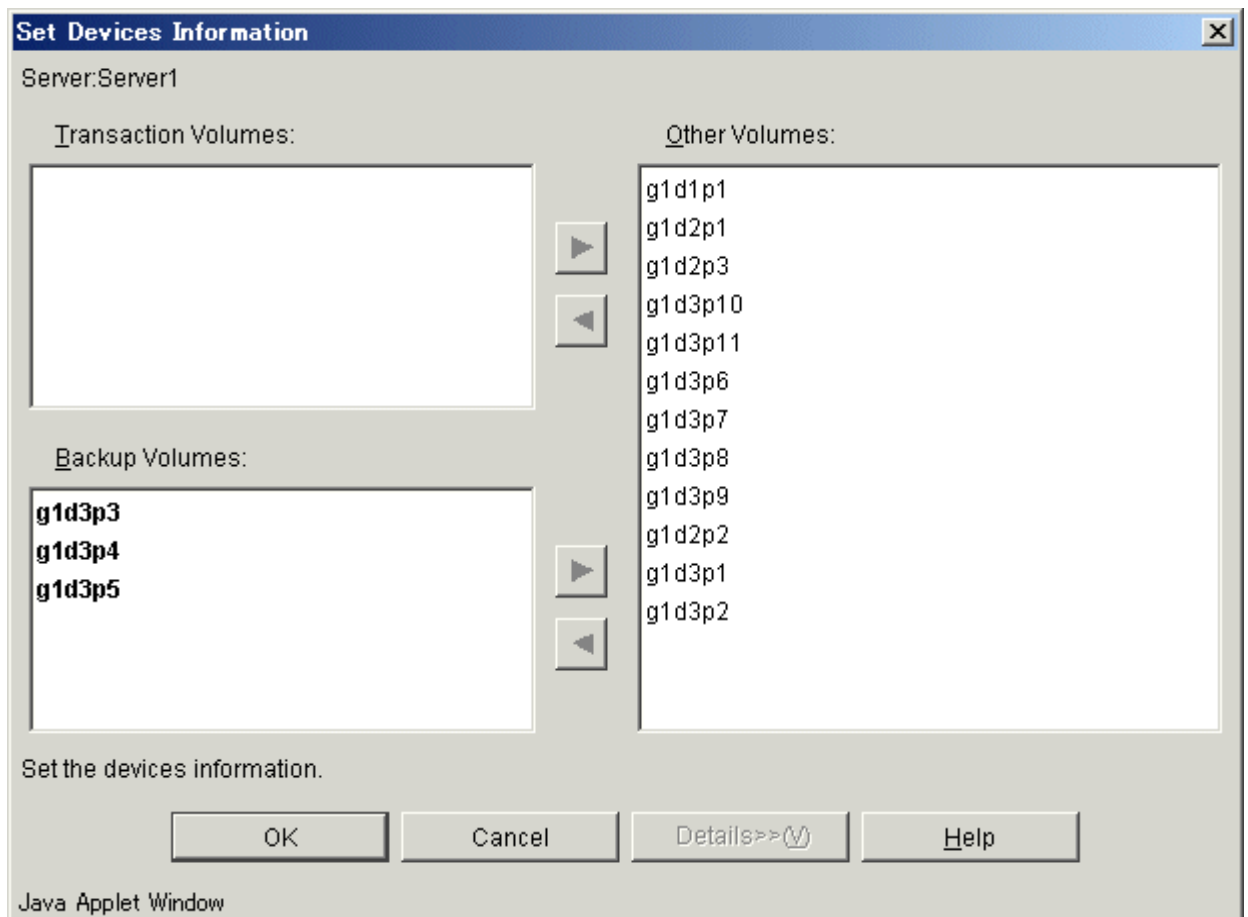 Set Devices Information
Server:Server1
Transaction Volumes:
Backup Volumes:
g1d3p3
g1d3p4
g1d3p5
Other Volumes:
g1d1p1
g1d2p1
g1d2p3
g1d3p10
g1d3p11
g1d3p6
g1d3p7
g1d3p8
g1d3p9
g1d2p2
g1d3p1
g1d3p2
Set the devices information.
OK Cancel Details>>(V) Help
Java Applet Window